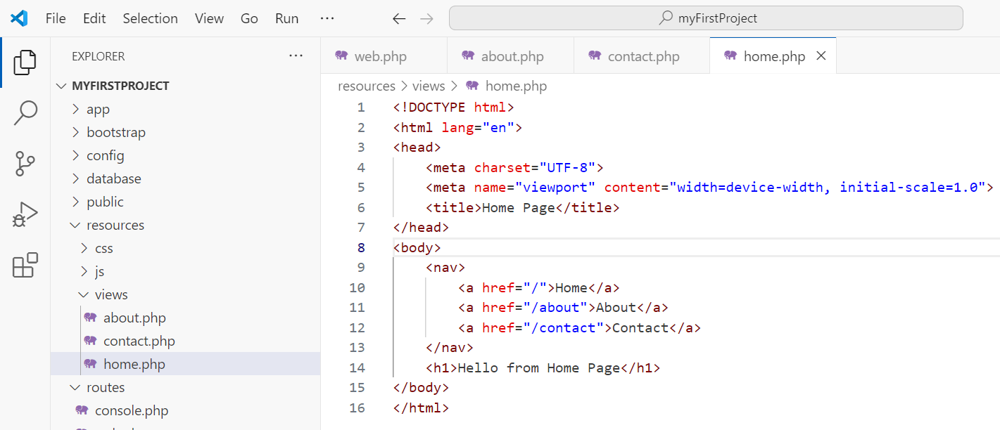 File Edit Selection View Go Run ... myFirstProject
EXPLORER ...
MYFIRSTPROJECT
app
bootstrap
config
database
public
resources
css
js
views
about.php
contact.php
home.php
routes
console.php
web.php about.php contact.php home.php
resources > views > home.php
1 <!DOCTYPE html>
2 <html lang="en">
3 <head>
4 <meta charset="UTF-8">
5 <meta name="viewport" content="width=device-width, initial-scale=1.0">
6 <title>Home Page</title>
7 </head>
8 <body>
9 <nav>
10 <a href="/">Home</a>
11 <a href="/about">About</a>
12 <a href="/contact">Contact</a>
13 </nav>
14 <h1>Hello from Home Page</h1>
15 </body>
16 </html>